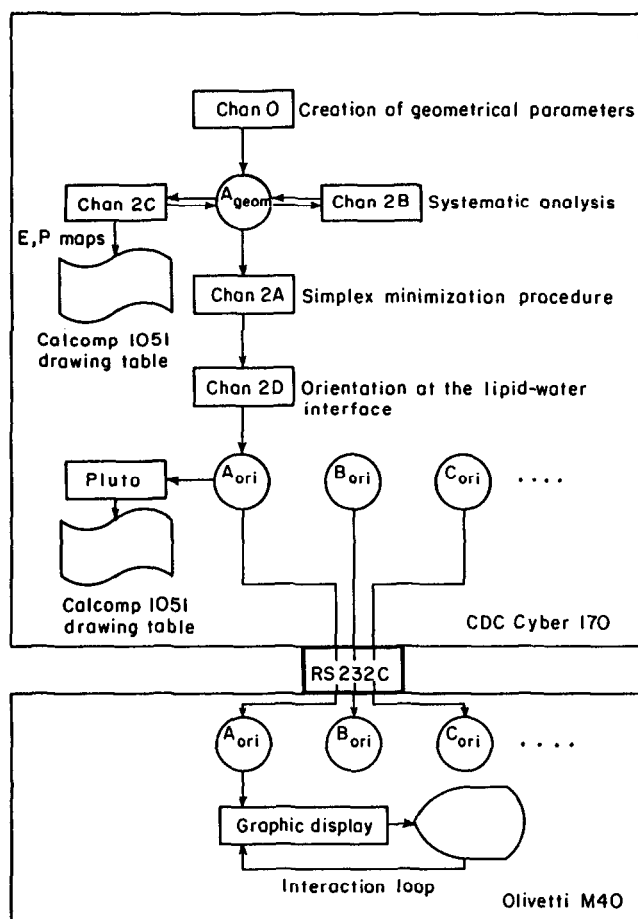 Chan O Creation of geometrical parameters
A geom
Chan 2C
Chan 2B Systematic analysis
E,P maps
Chan 2A Simplex minimization procedure
Calcomp 1051
drawing table
Chan 2D Orientation at the lipid-water
interface
Pluto
A ori
B ori
C ori
....
Calcomp 1051
drawing table
CDC Cyber 170
RS232C
A ori
B ori
C ori
....
Graphic display
Interaction loop
Olivetti M40